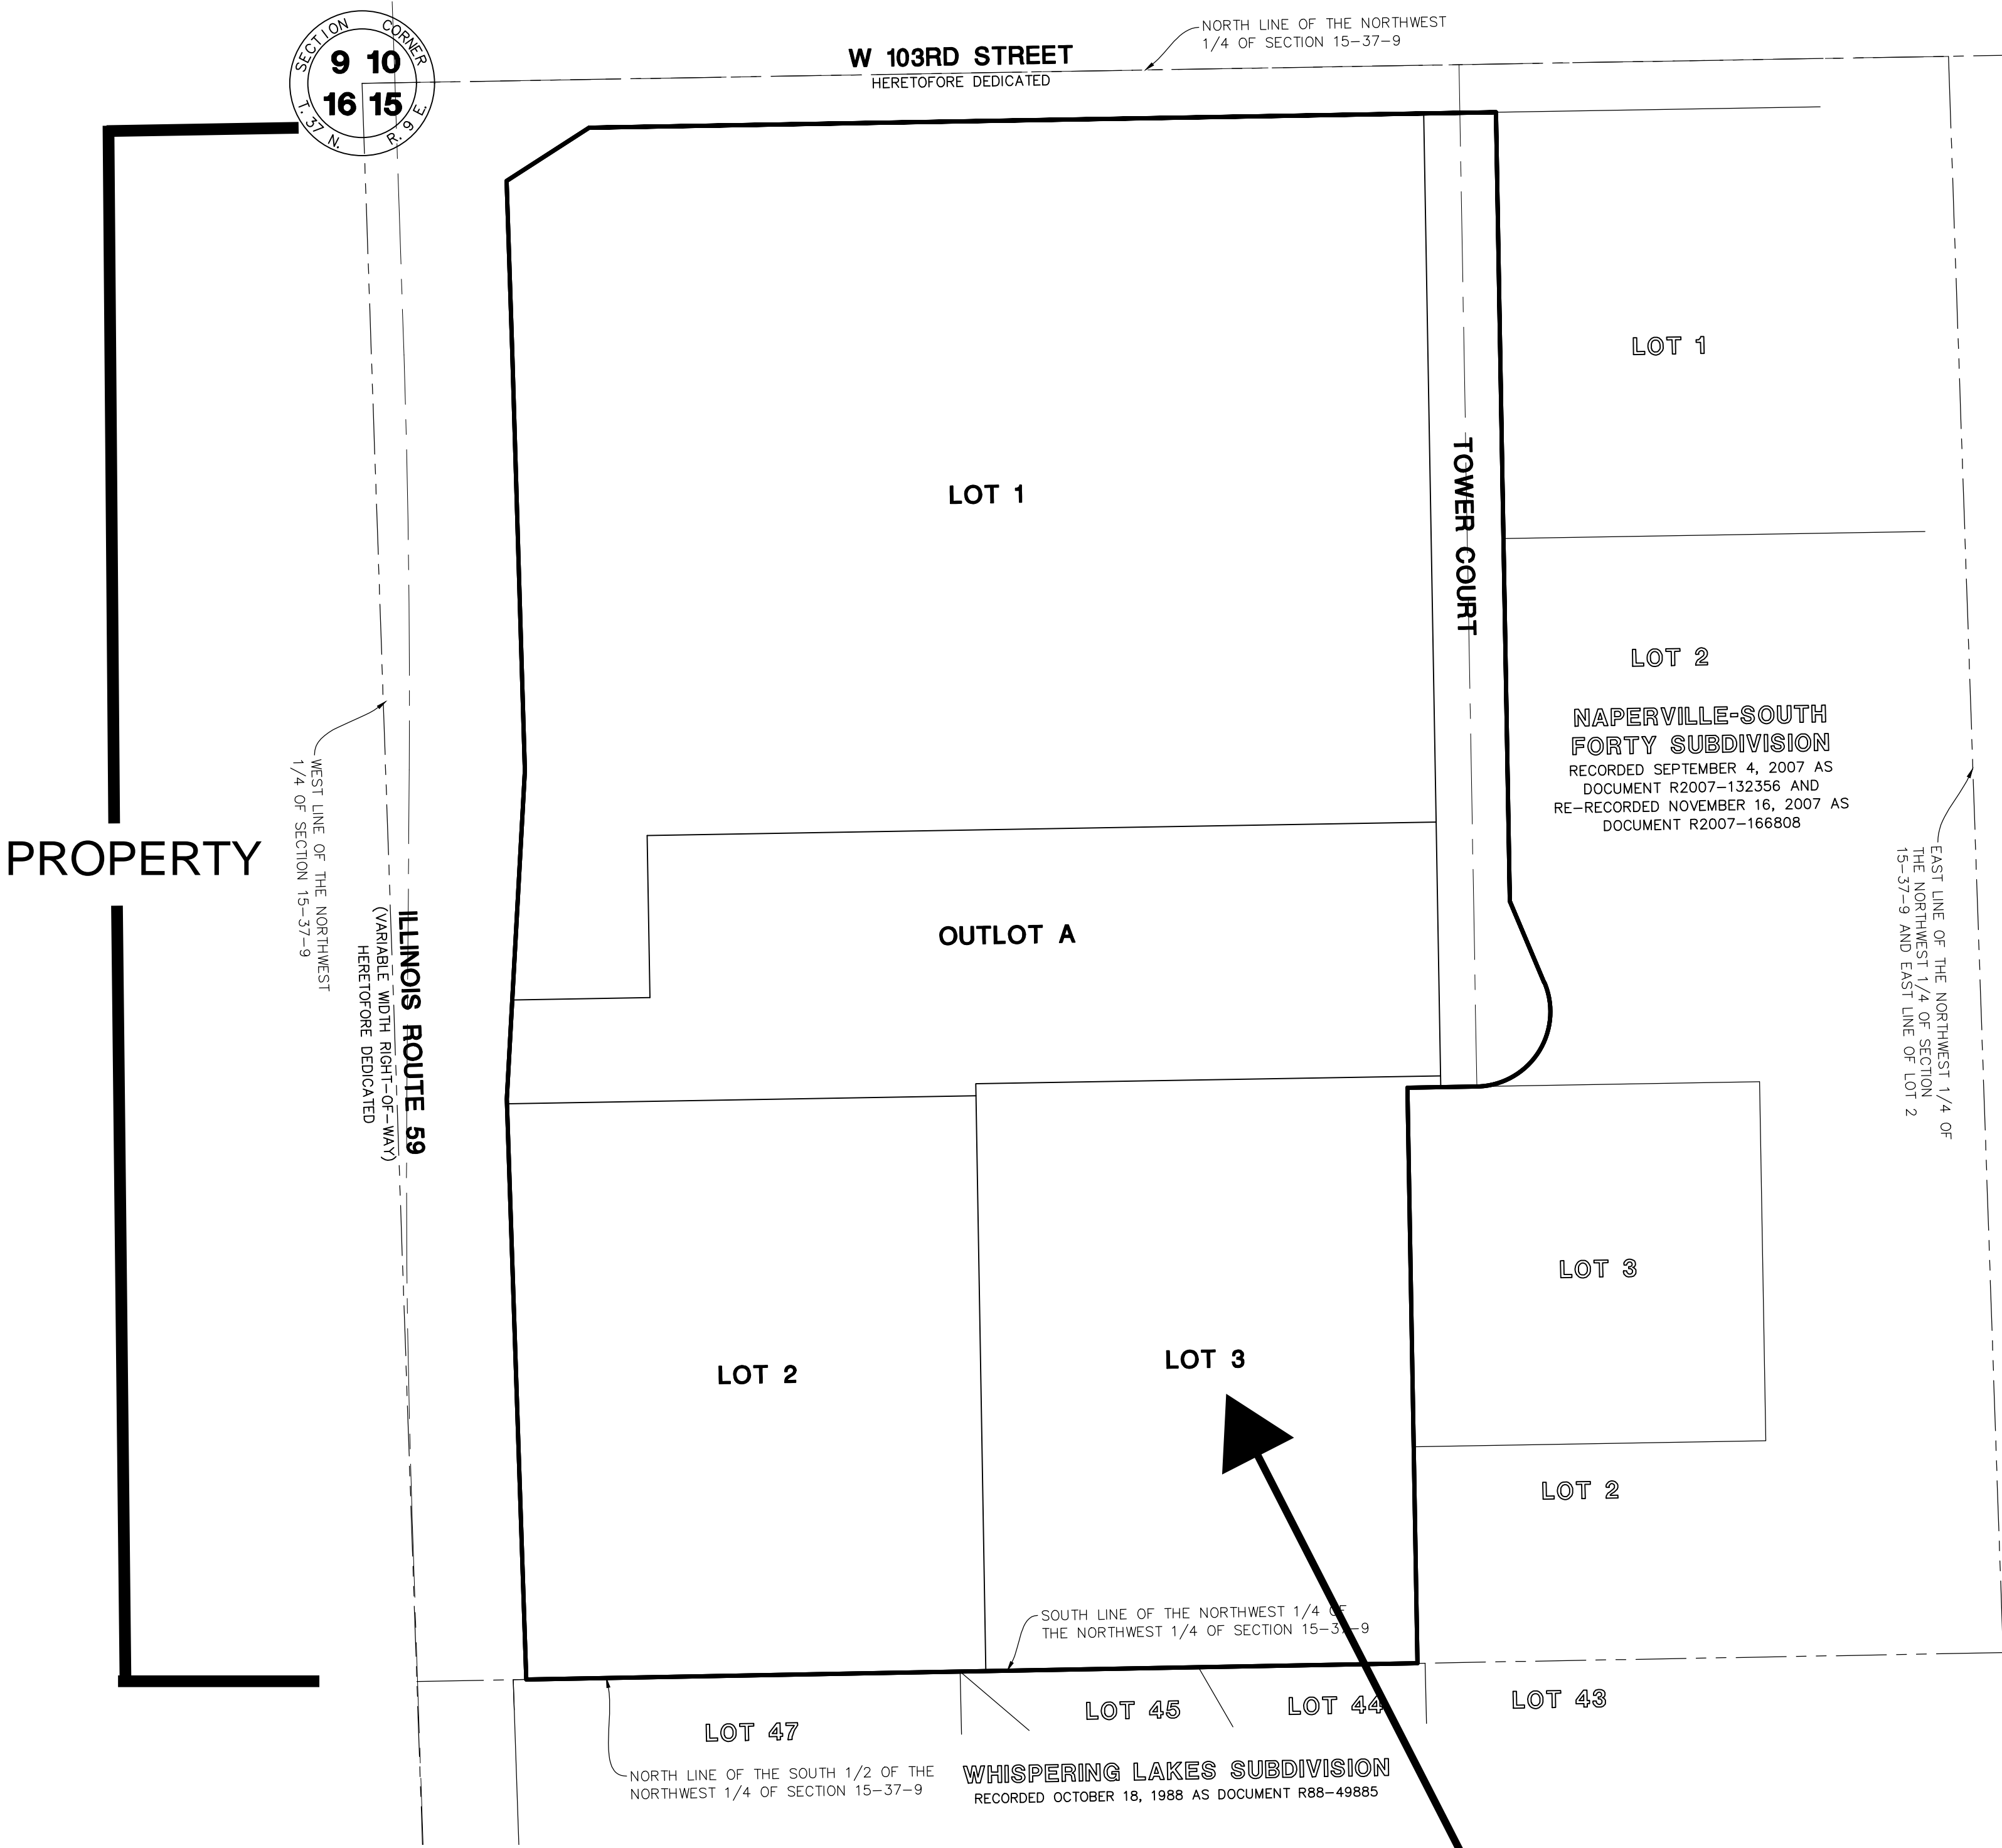 SECTION CORNER
9 10
16 15
T. 37 N. R. 9 E.
W 103RD STREET
HERETOFORE DEDICATED
NORTH LINE OF THE NORTHWEST
1/4 OF SECTION 15-37-9
LOT 1
LOT 1
TOWER COURT
LOT 2
NAPERVILLE-SOUTH
FORTY SUBDIVISION
RECORDED SEPTEMBER 4, 2007 AS
DOCUMENT R2007-132356 AND
RE-RECORDED NOVEMBER 16, 2007 AS
DOCUMENT R2007-166808
PROPERTY
WEST LINE OF THE NORTHWEST
1/4 OF SECTION 15-37-9
ILLINOIS ROUTE 59
(VARIABLE WIDTH RIGHT-OF-WAY)
HERETOFORE DEDICATED
OUTLOT A
EAST LINE OF THE NORTHWEST 1/4 OF
THE NORTHWEST 1/4 OF SECTION
15-37-9 AND EAST LINE OF LOT 2
LOT 2
LOT 3
LOT 3
LOT 2
SOUTH LINE OF THE NORTHWEST 1/4 OF
THE NORTHWEST 1/4 OF SECTION 15-37-9
LOT 47
LOT 45
LOT 44
LOT 43
NORTH LINE OF THE SOUTH 1/2 OF THE
NORTHWEST 1/4 OF SECTION 15-37-9
WHISPERING LAKES SUBDIVISION
RECORDED OCTOBER 18, 1988 AS DOCUMENT R88-49885